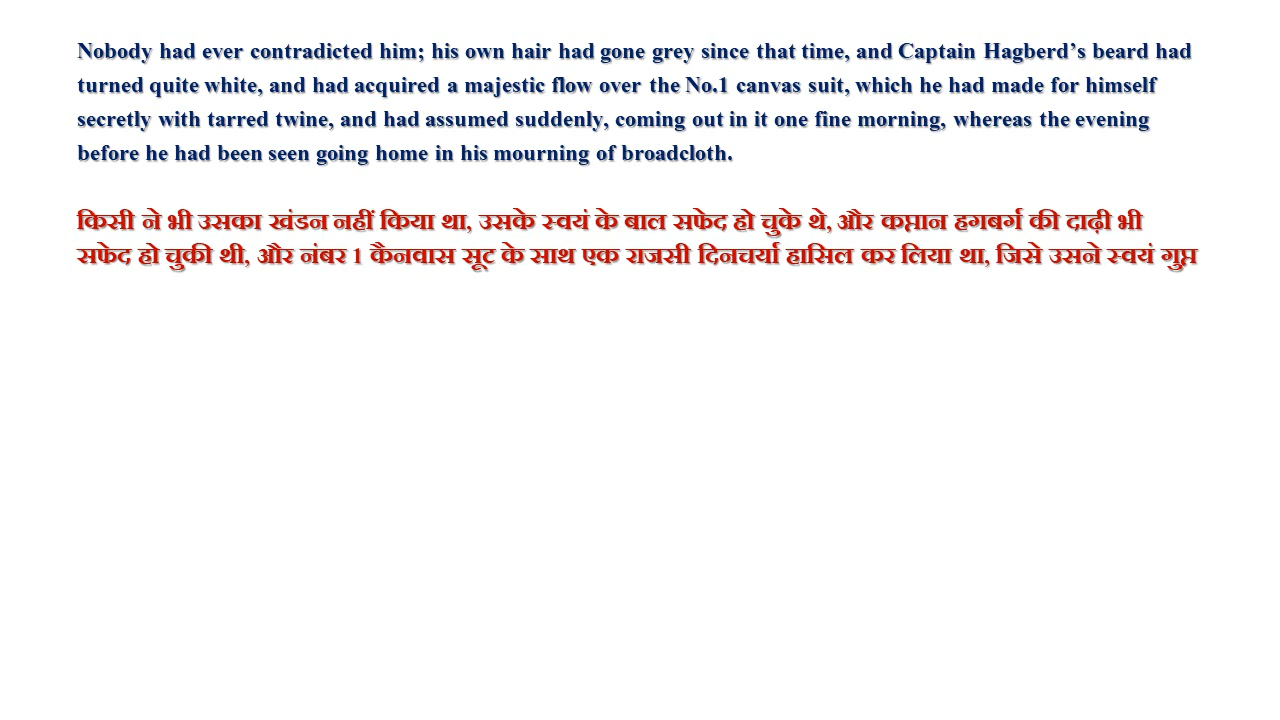 Nobody had ever contradicted him; his own hair had gone grey since that time, and Captain Hagberd’s beard had
turned quite white, and had acquired a majestic flow over the No.1 canvas suit, which he had made for himself
secretly with tarred twine, and had assumed suddenly, coming out in it one fine morning, whereas the evening
before he had been seen going home in his mourning of broadcloth.
किसी ने भी उसका खंडन नहीं किया था, उसके स्वयं के बाल सफेद हो चुके थे, और कप्तान हगबर्ग की दाढ़ी भी
सफेद हो चुकी थी, और नंबर 1 कैनवास सूट के साथ एक राजसी दिनचर्या हासिल कर लिया था, जिसे उसने स्वयं गुप्त